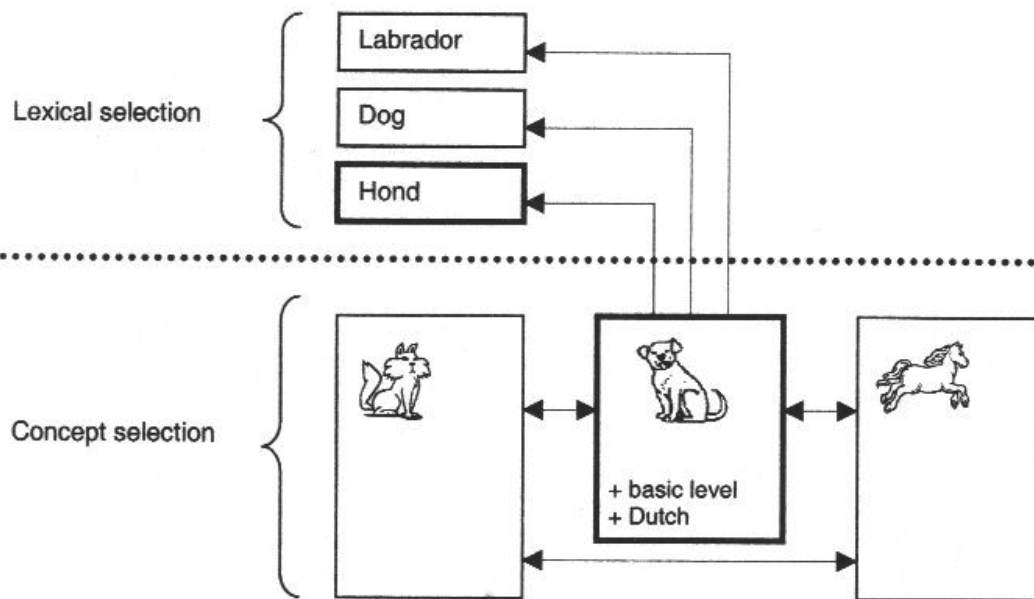 Labrador
Lexical selection
Dog
Hond
Concept selection
+ basic level
+ Dutch